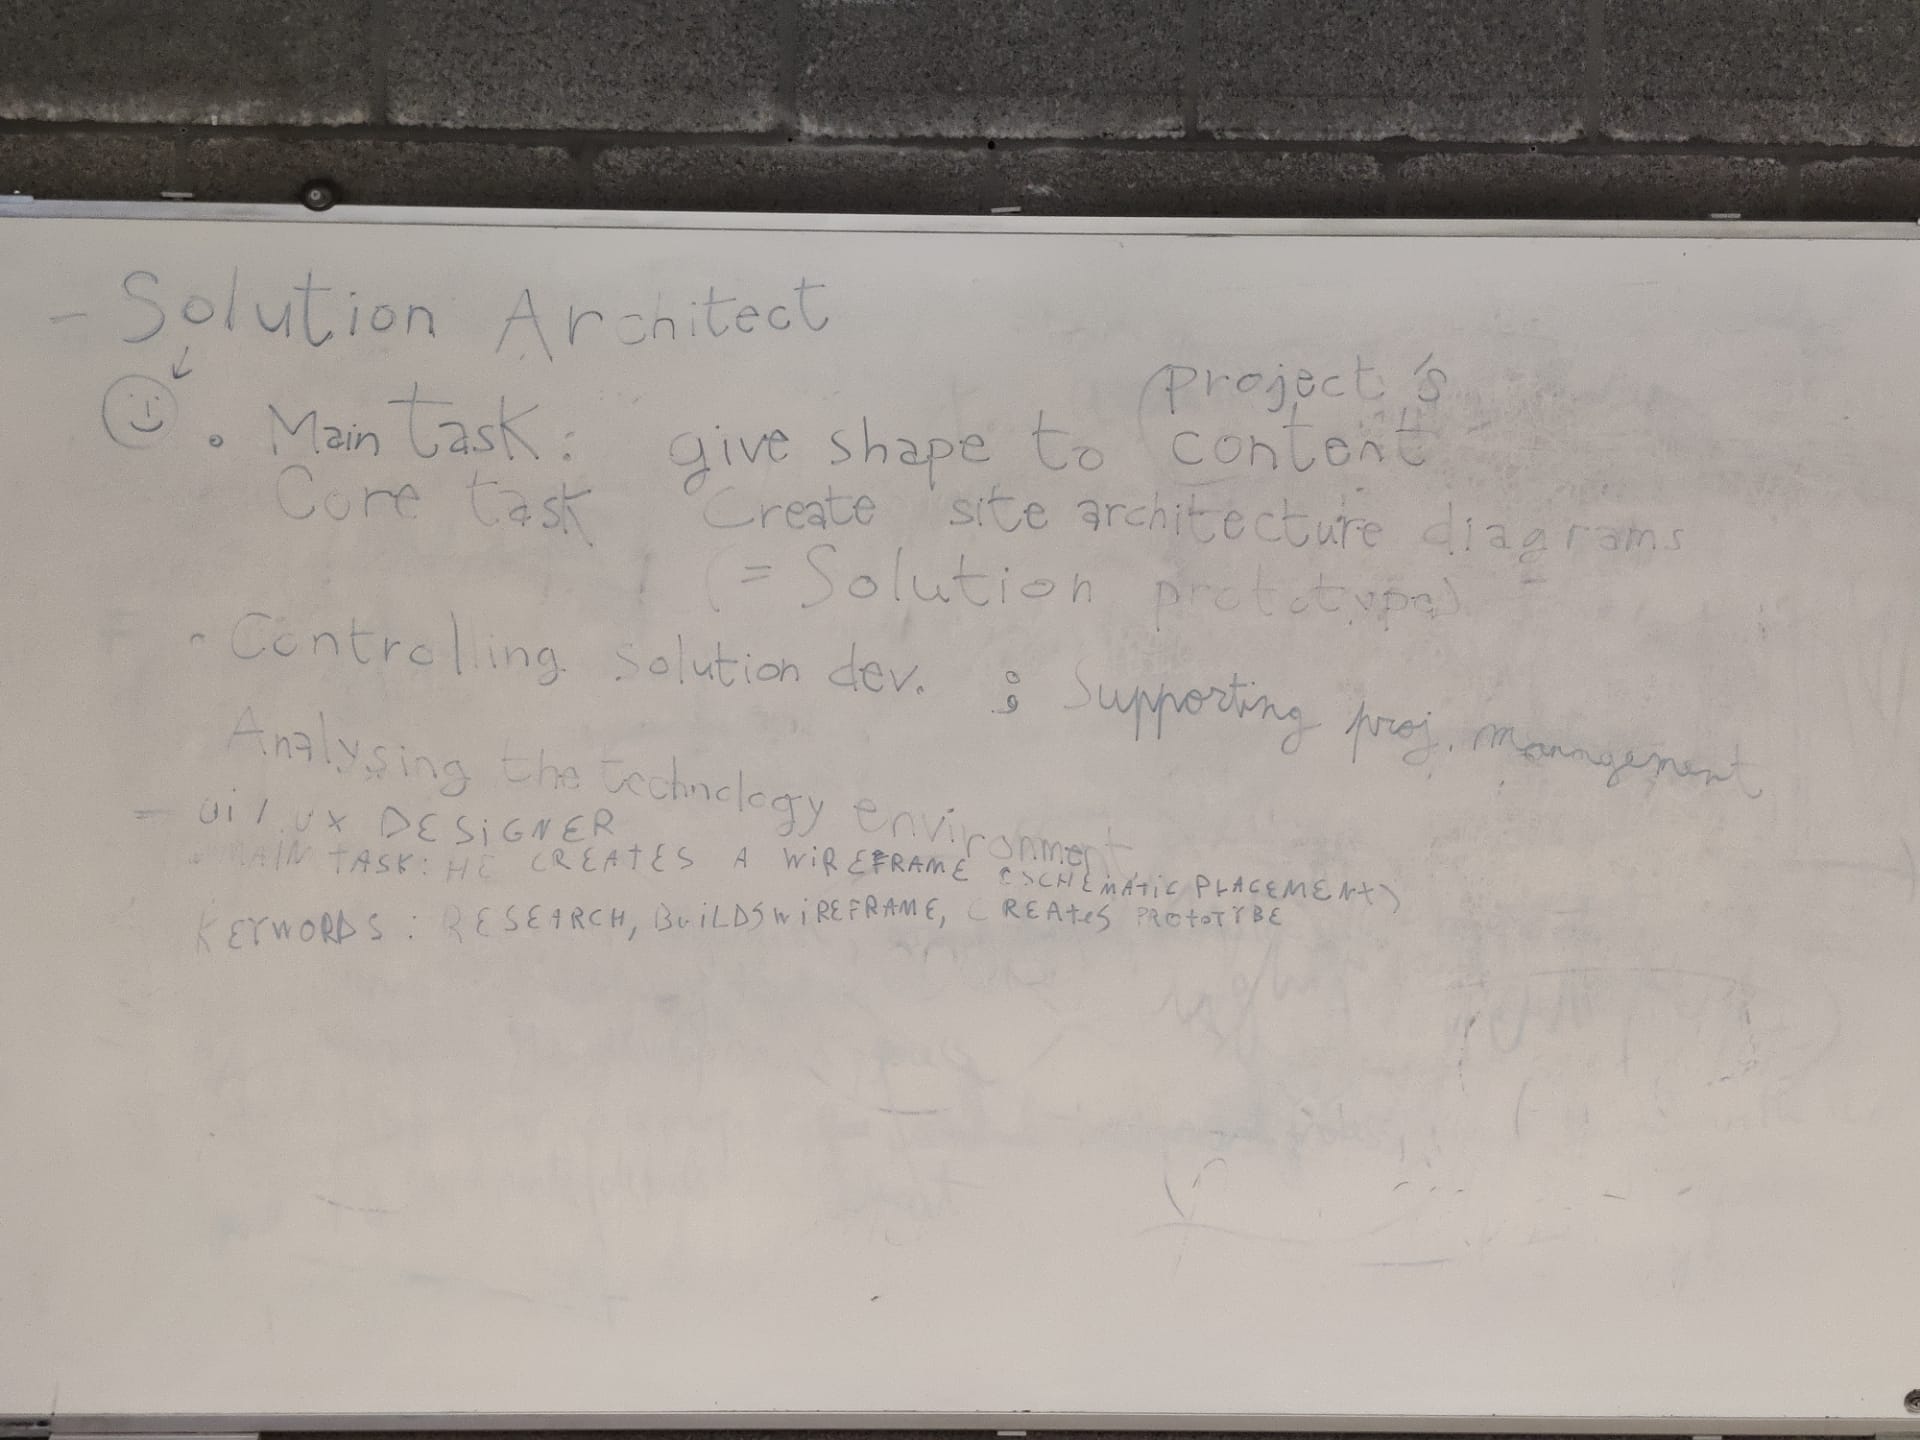 - Solution Architect
project's
• Main task: give shape to content
Core task Create site architecture diagrams
(= Solution prototype)
- Controlling solution dev. ; Supporting proj. management
Analysing the technology environment
- Ui / UX DESiGNER
MAIN TASK: HE CREATES A WiREFRAME (SCHEMATiC PLACEMENt)
KEYWORDS: RESEARCH, BUiLDS WiREFRAME, CREAteS PROtOTYBE